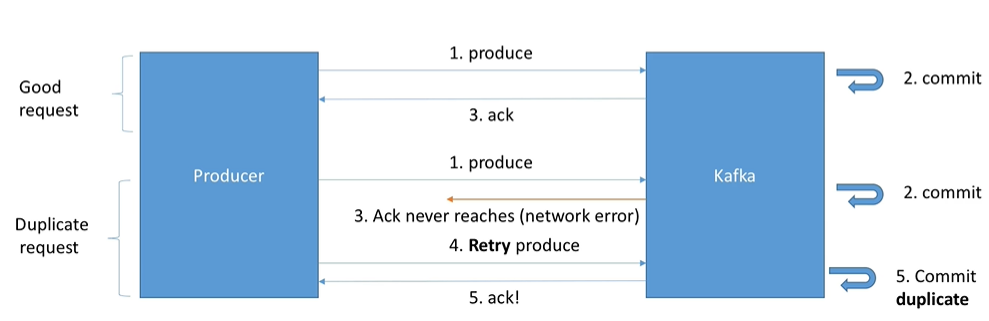 1. produce
Good
request
2. commit
3. ack
1. produce
Producer
Kafka
2. commit
3. Ack never reaches (network error)
Duplicate
request
4. Retry produce
5. Commit
duplicate
5. ack!